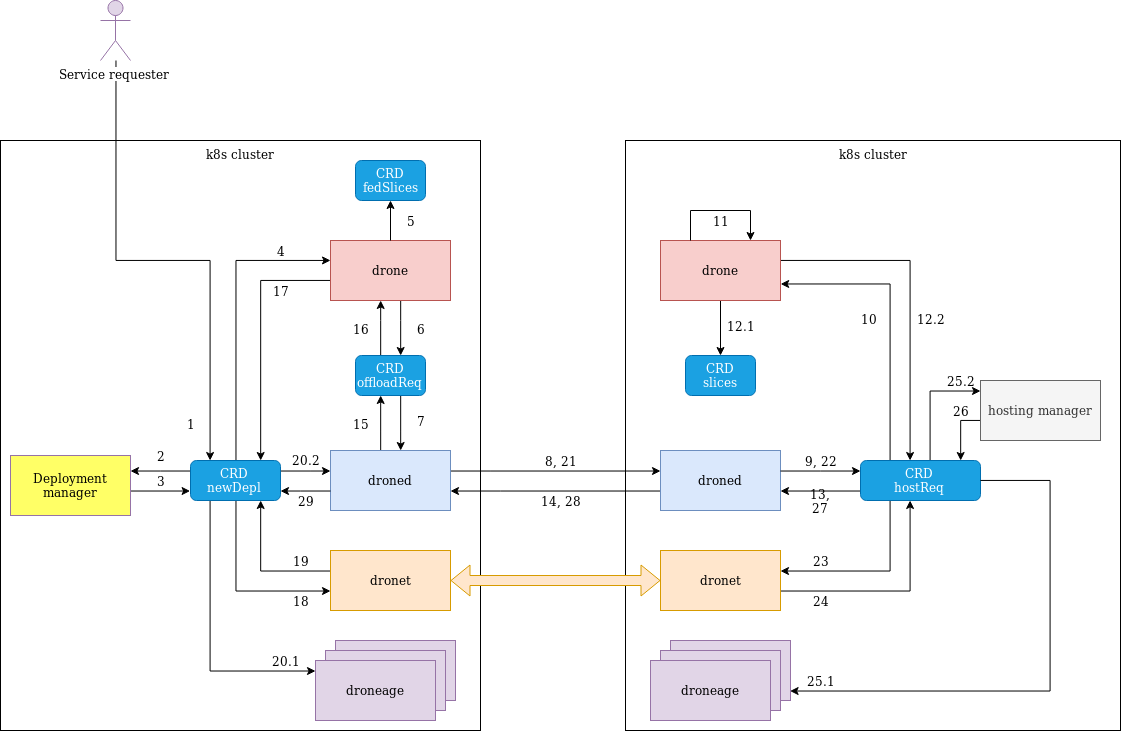 Service requester
k8s cluster
CRD
fedSlices
5
4
drone
17
16
6
CRD
offloadReq
15
7
1
2
3
Deployment
manager
CRD
newDepl
20.2
29
droned
19
18
dronet
20.1
droneage
8, 21
14, 28
k8s cluster
11
drone
12.1
CRD
slices
10
12.2
25.2
26
hosting manager
droned
9, 22
13,
27
CRD
hostReq
dronet
23
24
droneage
25.1